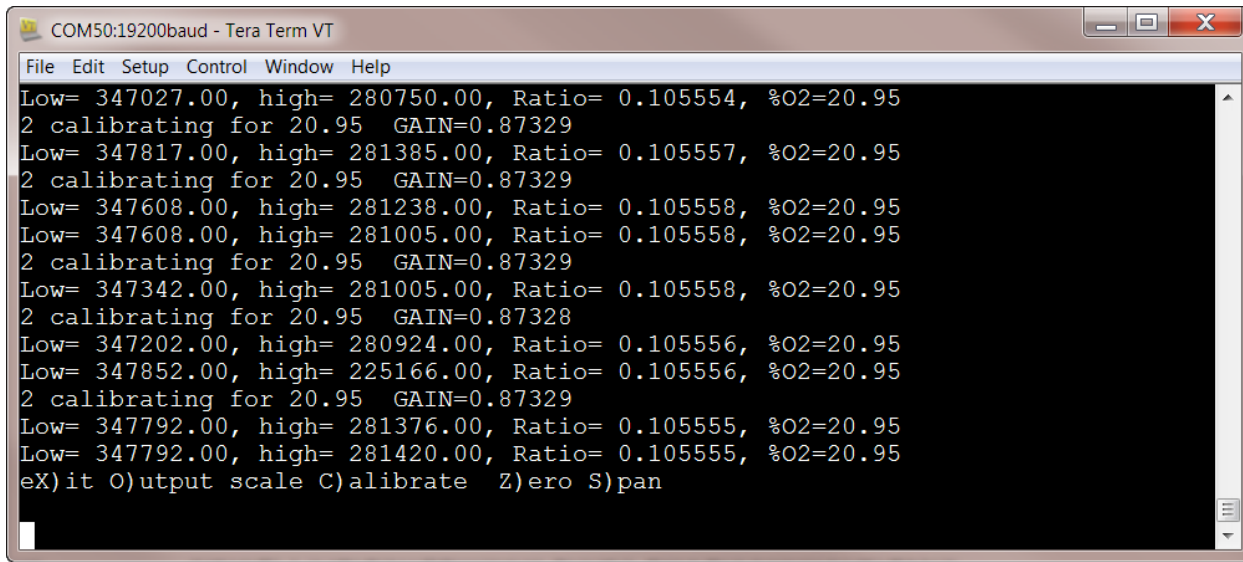 COM50:19200baud - Tera Term VT
File Edit Setup Control Window Help
Low= 347027.00, high= 280750.00, Ratio= 0.105554, %O2=20.95
2 calibrating for 20.95  GAIN=0.87329
Low= 347817.00, high= 281385.00, Ratio= 0.105557, %O2=20.95
2 calibrating for 20.95  GAIN=0.87329
Low= 347608.00, high= 281238.00, Ratio= 0.105558, %O2=20.95
Low= 347608.00, high= 281005.00, Ratio= 0.105558, %O2=20.95
2 calibrating for 20.95  GAIN=0.87329
Low= 347342.00, high= 281005.00, Ratio= 0.105558, %O2=20.95
2 calibrating for 20.95  GAIN=0.87328
Low= 347202.00, high= 280924.00, Ratio= 0.105556, %O2=20.95
Low= 347852.00, high= 225166.00, Ratio= 0.105556, %O2=20.95
2 calibrating for 20.95  GAIN=0.87329
Low= 347792.00, high= 281376.00, Ratio= 0.105555, %O2=20.95
Low= 347792.00, high= 281420.00, Ratio= 0.105555, %O2=20.95
eX)it O)utput scale C)alibrate  Z)ero S)pan